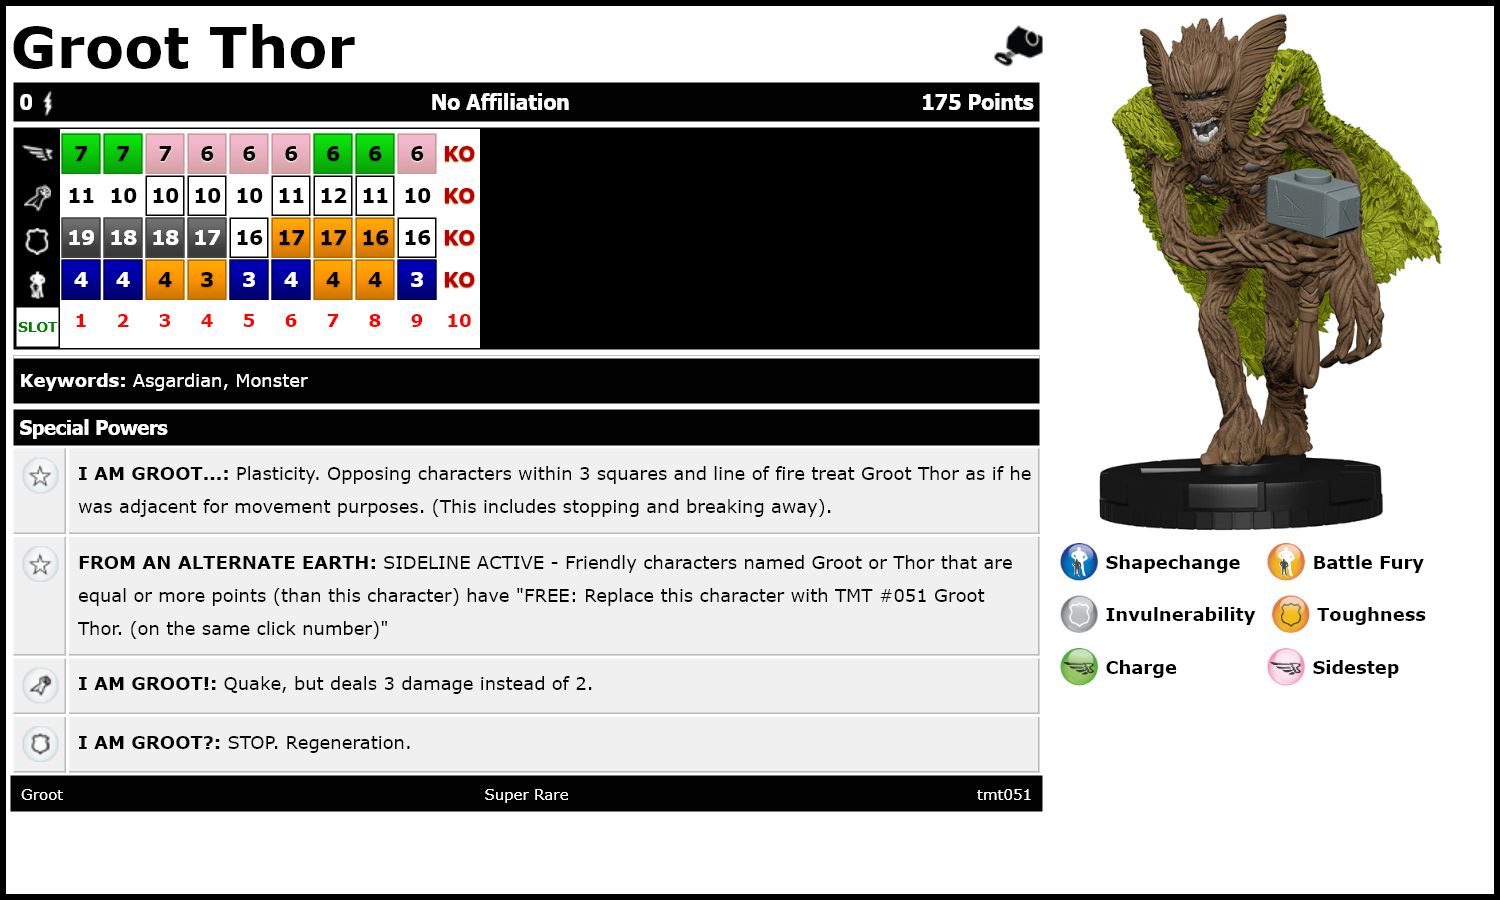 Groot Thor
0 No Affiliation 175 Points
7 7 7 6 6 6 6 6 6 KO
11 10 10 10 10 11 12 11 10 KO
19 18 18 17 16 17 17 16 16 KO
4 4 4 3 3 4 4 4 3 KO
SLOT 1 2 3 4 5 6 7 8 9 10
Keywords: Asgardian, Monster
Special Powers
I AM GROOT...: Plasticity. Opposing characters within 3 squares and line of fire treat Groot Thor as if he
was adjacent for movement purposes. (This includes stopping and breaking away).
FROM AN ALTERNATE EARTH: SIDELINE ACTIVE - Friendly characters named Groot or Thor that are
equal or more points (than this character) have "FREE: Replace this character with TMT #051 Groot
Thor. (on the same click number)"
I AM GROOT!: Quake, but deals 3 damage instead of 2.
I AM GROOT?: STOP. Regeneration.
Groot Super Rare tmt051
Shapechange Battle Fury
Invulnerability Toughness
Charge Sidestep